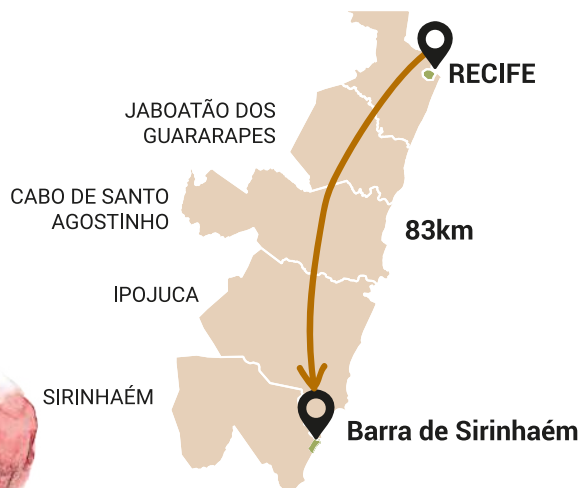 RECIFE
JABOATÃO DOS
GUARARAPES
CABO DE SANTO
AGOSTINHO
83km
IPOJUCA
SIRINHAÉM
Barra de Sirinhaém